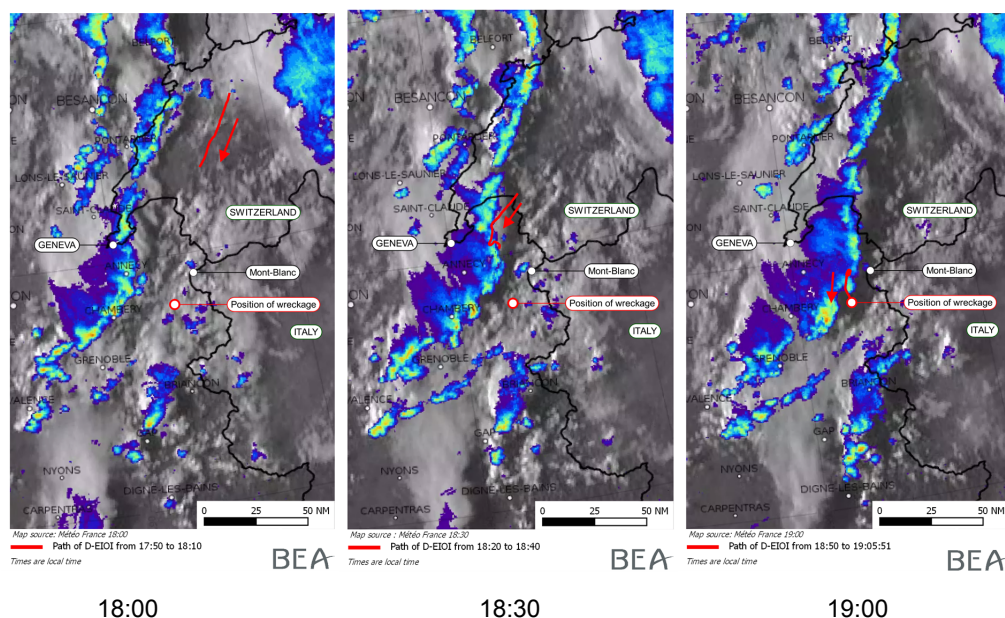 BELFORT
BESANÇON
PONTARLIER
LONS-LE-SAUNIER
SAINT-CLAUDE
SWITZERLAND
GENEVA
ANNECY
Mont-Blanc
Position of wreckage
CHAMBERY
ITALY
GRENOBLE
BRIANCON
VALENCE
GAP
NYONS
DIGNE-LES-BAINS
CARPENTRAS
0 25 50 NM
Map source: Météo France 18:00
Path of D-EIOI from 17:50 to 18:10
Times are local time
BEA
18:00
BELFORT
BESANÇON
PONTARLIER
LONS-LE-SAUNIER
SAINT-CLAUDE
SWITZERLAND
GENEVA
ANNECY
Mont-Blanc
Position of wreckage
CHAMBERY
ITALY
GRENOBLE
BRIANCON
VALENCE
GAP
NYONS
DIGNE-LES-BAINS
CARPENTRAS
0 25 50 NM
Map source : Météo France 18:30
Path of D-EIOI from 18:20 to 18:40
Times are local time
BEA
18:30
BELFORT
BESANÇON
PONTARLIER
LONS-LE-SAUNIER
SAINT-CLAUDE
SWITZERLAND
GENEVA
ANNECY
Mont-Blanc
Position of wreckage
CHAMBERY
ITALY
GRENOBLE
BRIANCON
VALENCE
GAP
NYONS
DIGNE-LES-BAINS
CARPENTRAS
0 25 50 NM
Map source: Météo France 19:00
Path of D-EIOI from 18:50 to 19:05:51
Times are local time
BEA
19:00